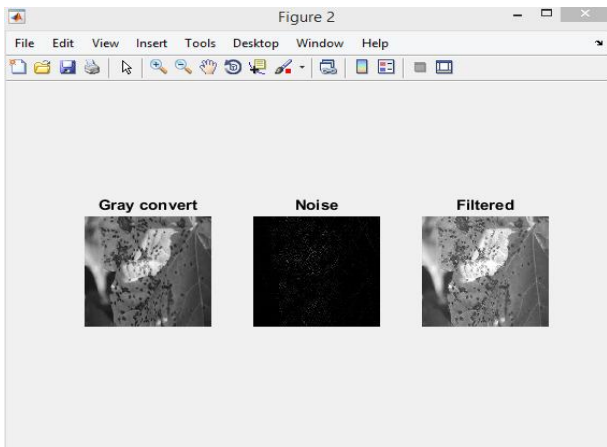 Figure 2
File Edit View Insert Tools Desktop Window Help
Gray convert Noise Filtered